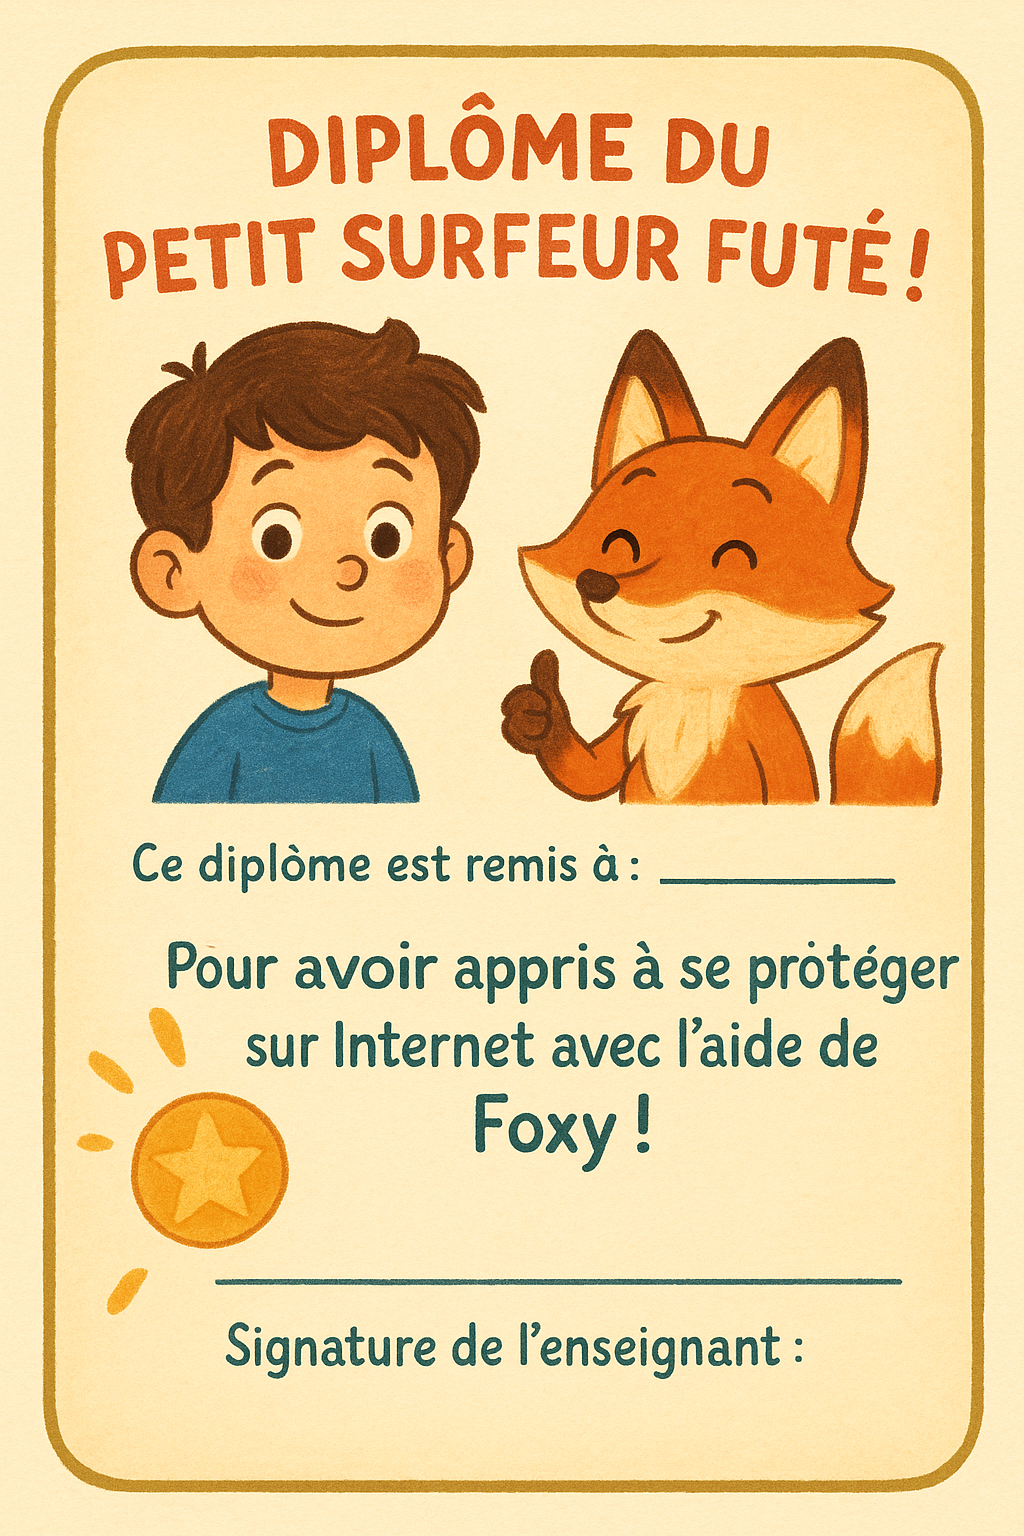 DIPLÔME DU
PETIT SURFEUR FUTÉ !
Ce diplòme est remis à :
Pour avoir appris à se protéger
sur Internet avec l'aide de
Foxy !
Signature de l'enseignant :